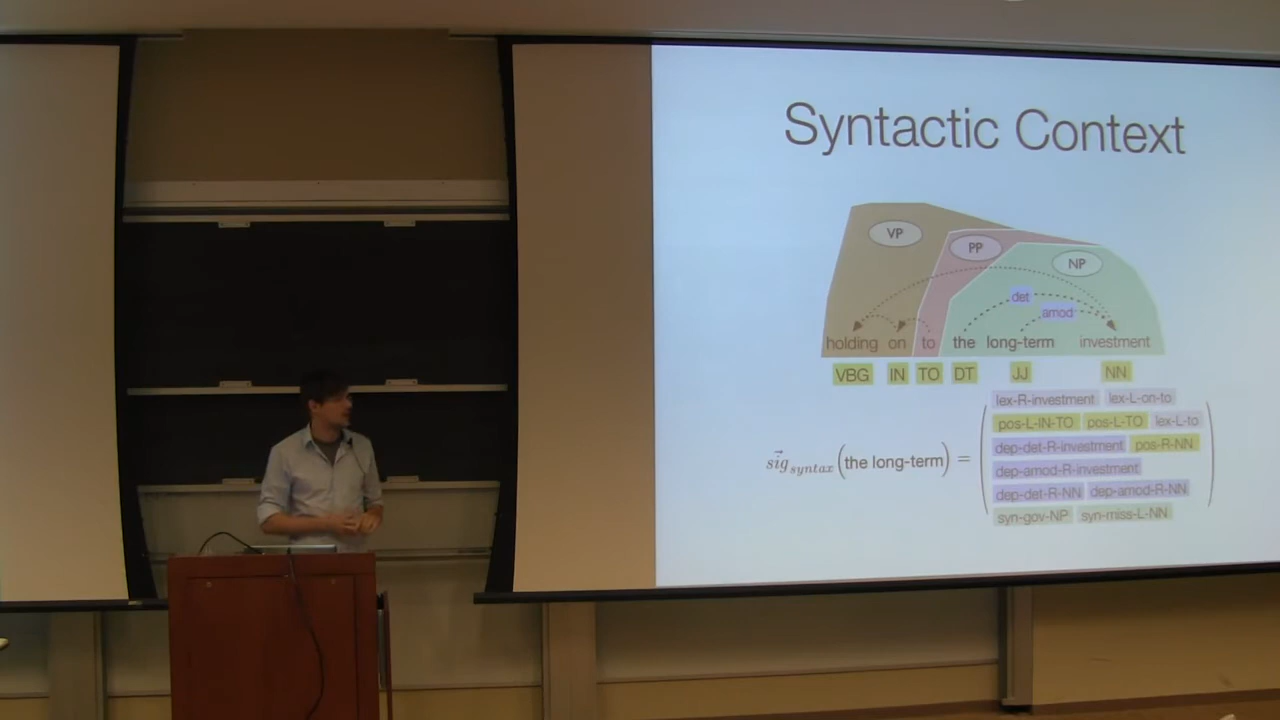 Syntactic Context
VP
PP
NP
det
amod
holding on to the long-term investment
VBG IN TO DT JJ NN
lex-R-investment lex-L-on-to
pos-L-IN-TO pos-L-TO lex-L-to
dep-det-R-investment pos-R-NN
sig syntax (the long-term) =
dep-amod-R-investment
dep-det-R-NN dep-amod-R-NN
syn-gov-NP syn-miss-L-NN